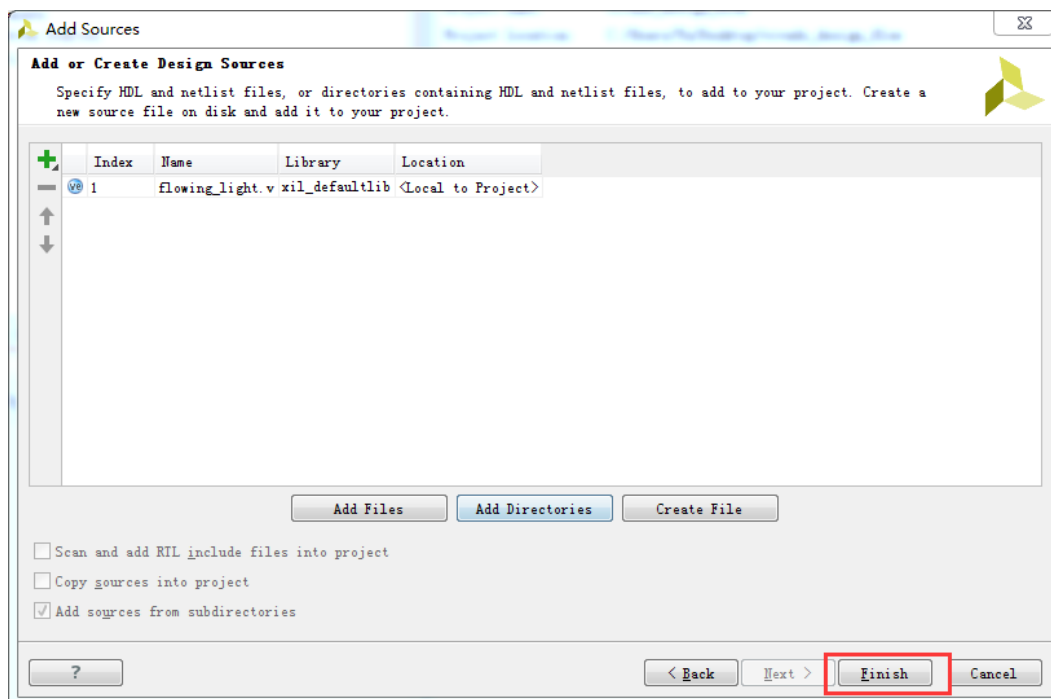 Add Sources
Add or Create Design Sources
Specify HDL and netlist files, or directories containing HDL and netlist files, to add to your project. Create a
new source file on disk and add it to your project.
Index Name Library Location
1 flowing_light.v xil_defaultlib <Local to Project>
Add Files Add Directories Create File
Scan and add RTL include files into project
Copy sources into project
Add sources from subdirectories
? < Back Next > Finish Cancel